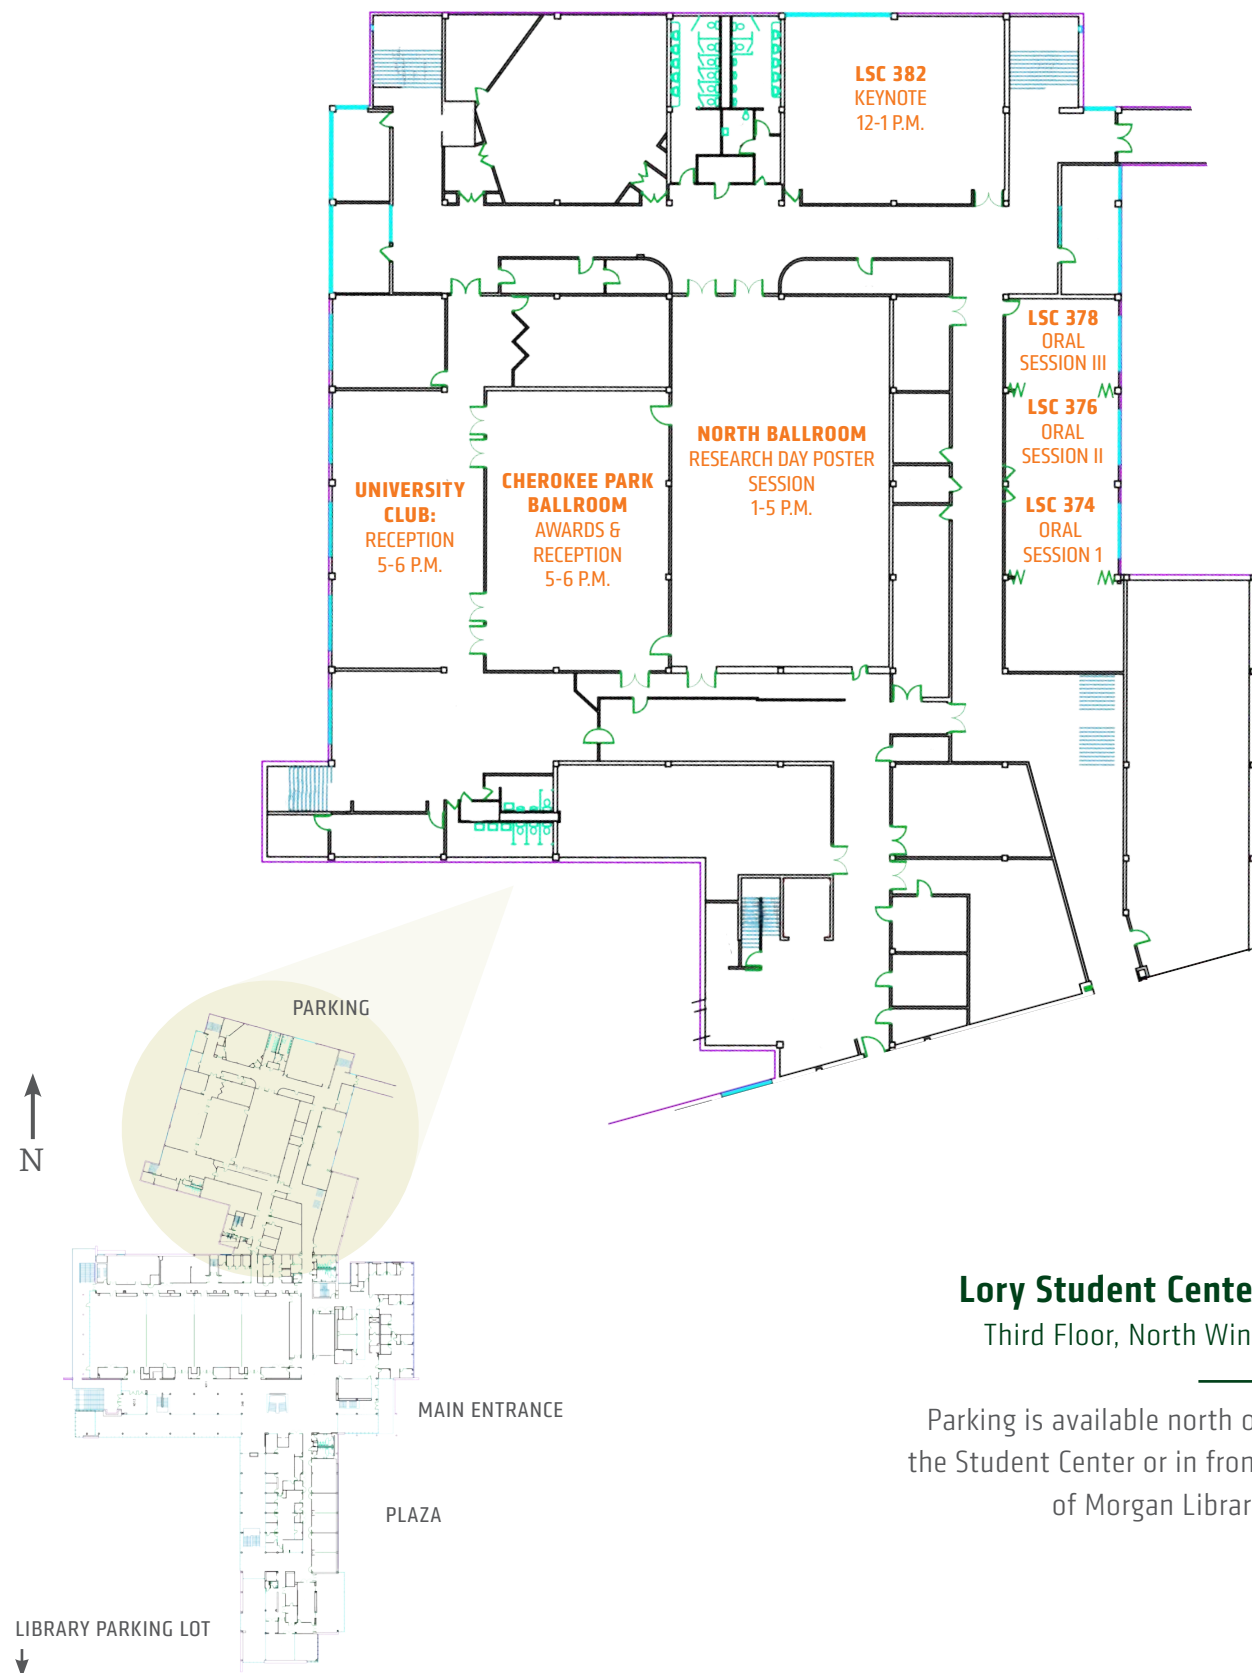 LSC 382
KEYNOTE
12-1 P.M.
LSC 378
ORAL
SESSION III
LSC 376
ORAL
SESSION II
LSC 374
ORAL
SESSION 1
NORTH BALLROOM
RESEARCH DAY POSTER
SESSION
1-5 P.M.
CHEROKEE PARK
BALLROOM
AWARDS &
RECEPTION
5-6 P.M.
UNIVERSITY
CLUB:
RECEPTION
5-6 P.M.
PARKING
N
MAIN ENTRANCE
PLAZA
LIBRARY PARKING LOT
Lory Student Cente
Third Floor, North Win
Parking is available north o
the Student Center or in fron
of Morgan Librar